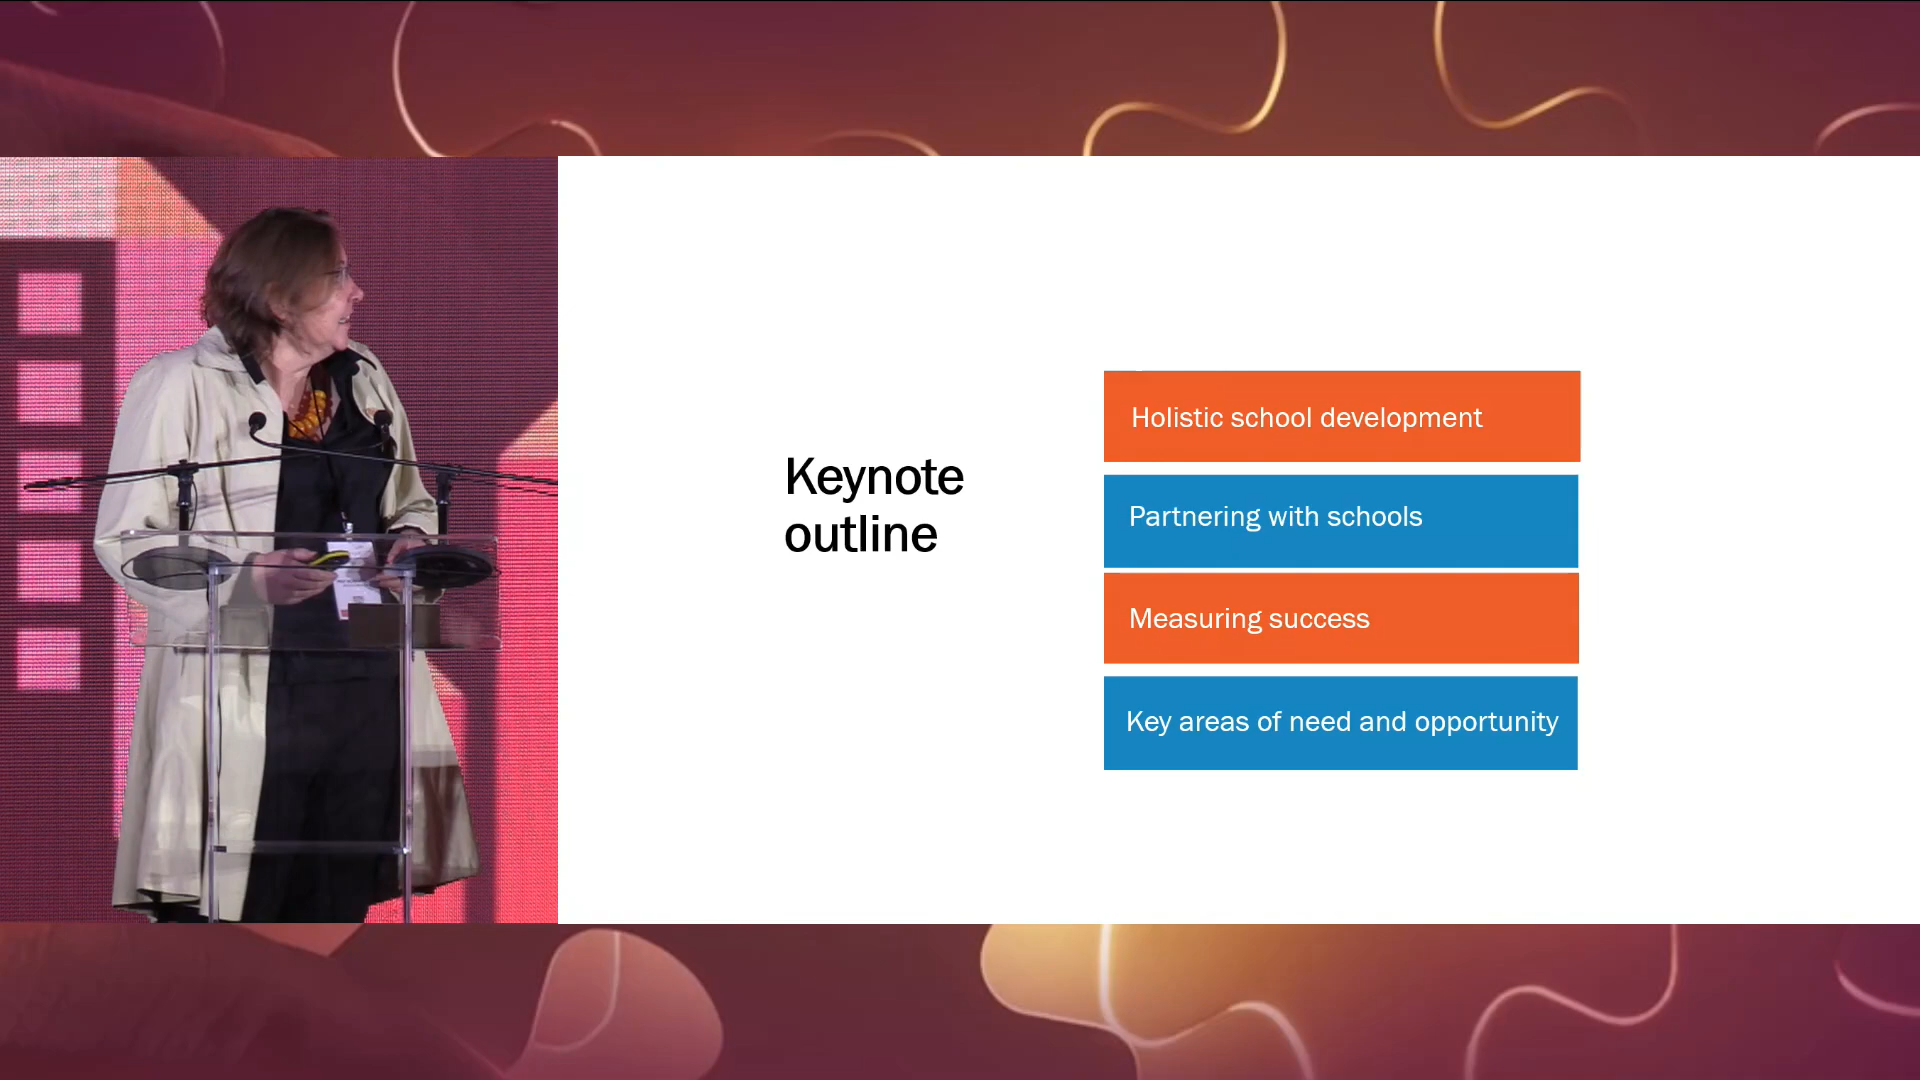 Keynote
outline
Holistic school development
Partnering with schools
Measuring success
Key areas of need and opportunity